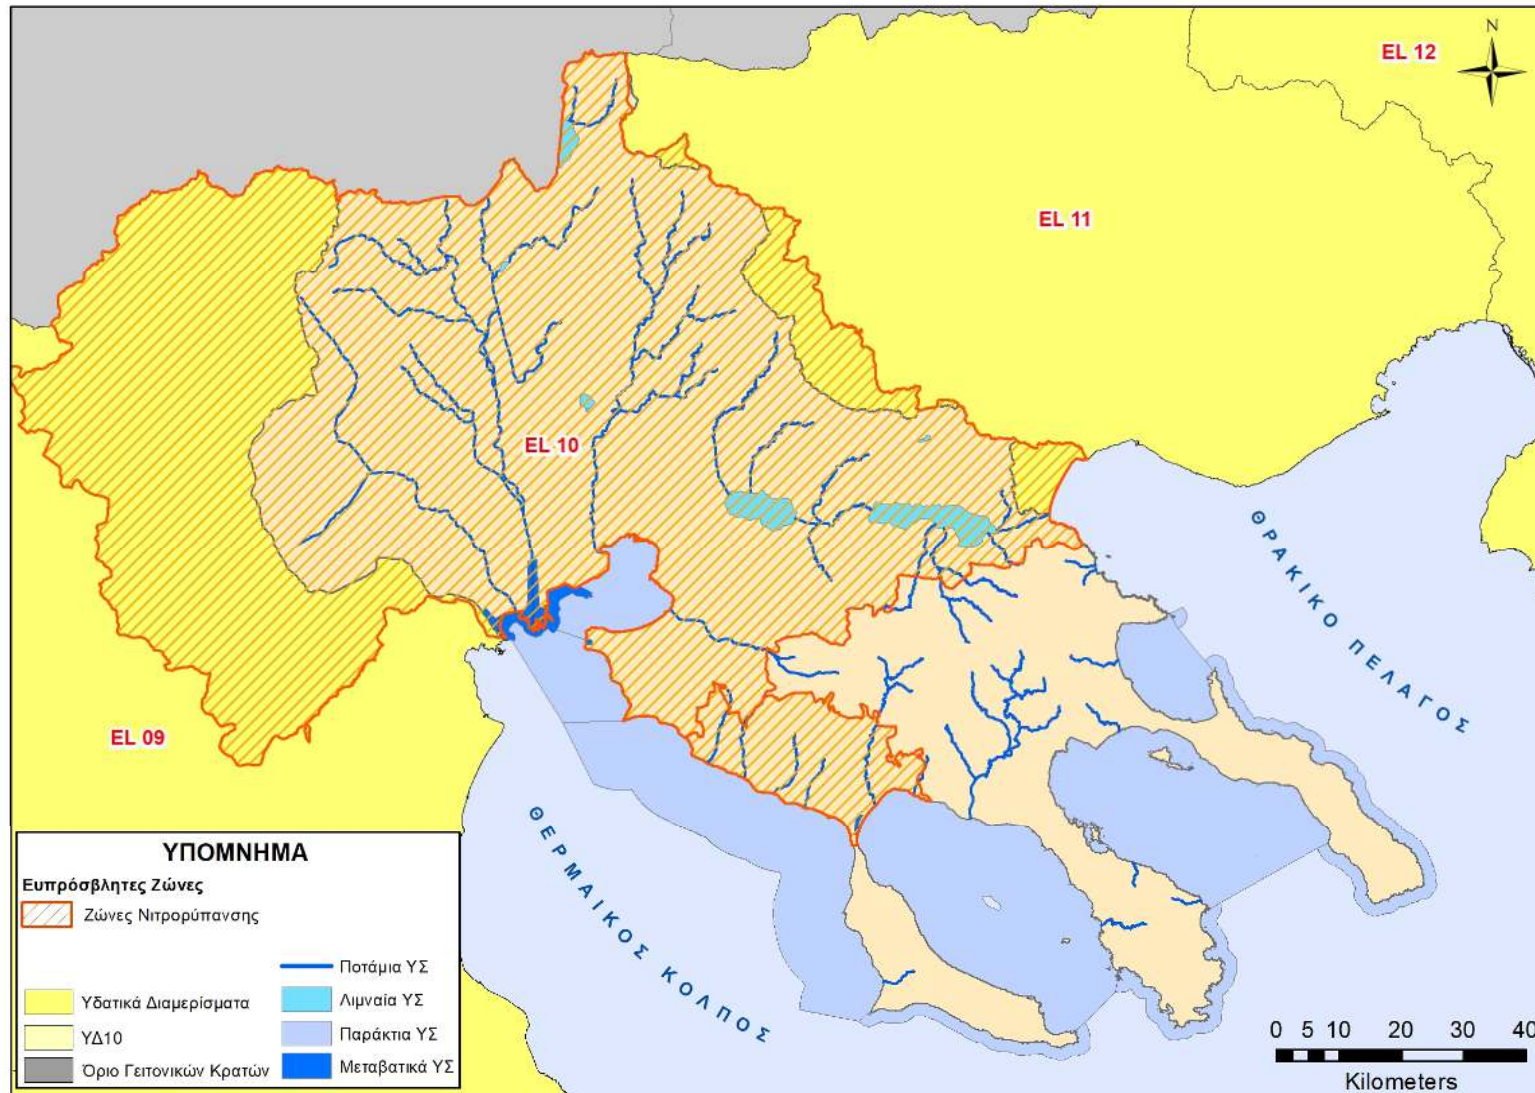 N
EL 12
EL 11
EL 10
EL 09
ΘΡΑΚΙΚΟ ΠΕΛΑΓΟΣ
ΘΕΡΜΑΙΚΟΣ ΚΟΛΠΟΣ
ΥΠΟΜΝΗΜΑ
Ευπρόσβλητες Ζώνες
Ζώνες Νιτρορύπανσης
Υδατικά Διαμερίσματα
ΥΔ10
Όριο Γειτονικών Κρατών
Ποτάμια ΥΣ
Λιμναία ΥΣ
Παράκτια ΥΣ
Μεταβατικά ΥΣ
0 5 10 20 30 40
Kilometers